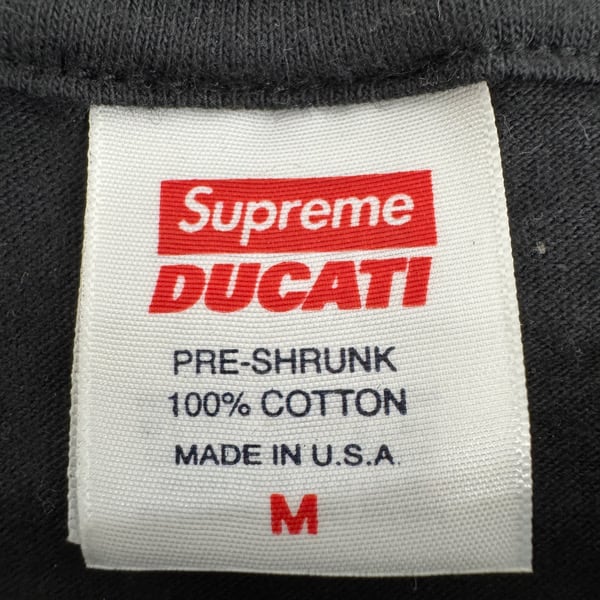 Supreme
DUCATI
PRE-SHRUNK
100% COTTON
MADE IN U.S.A.
M